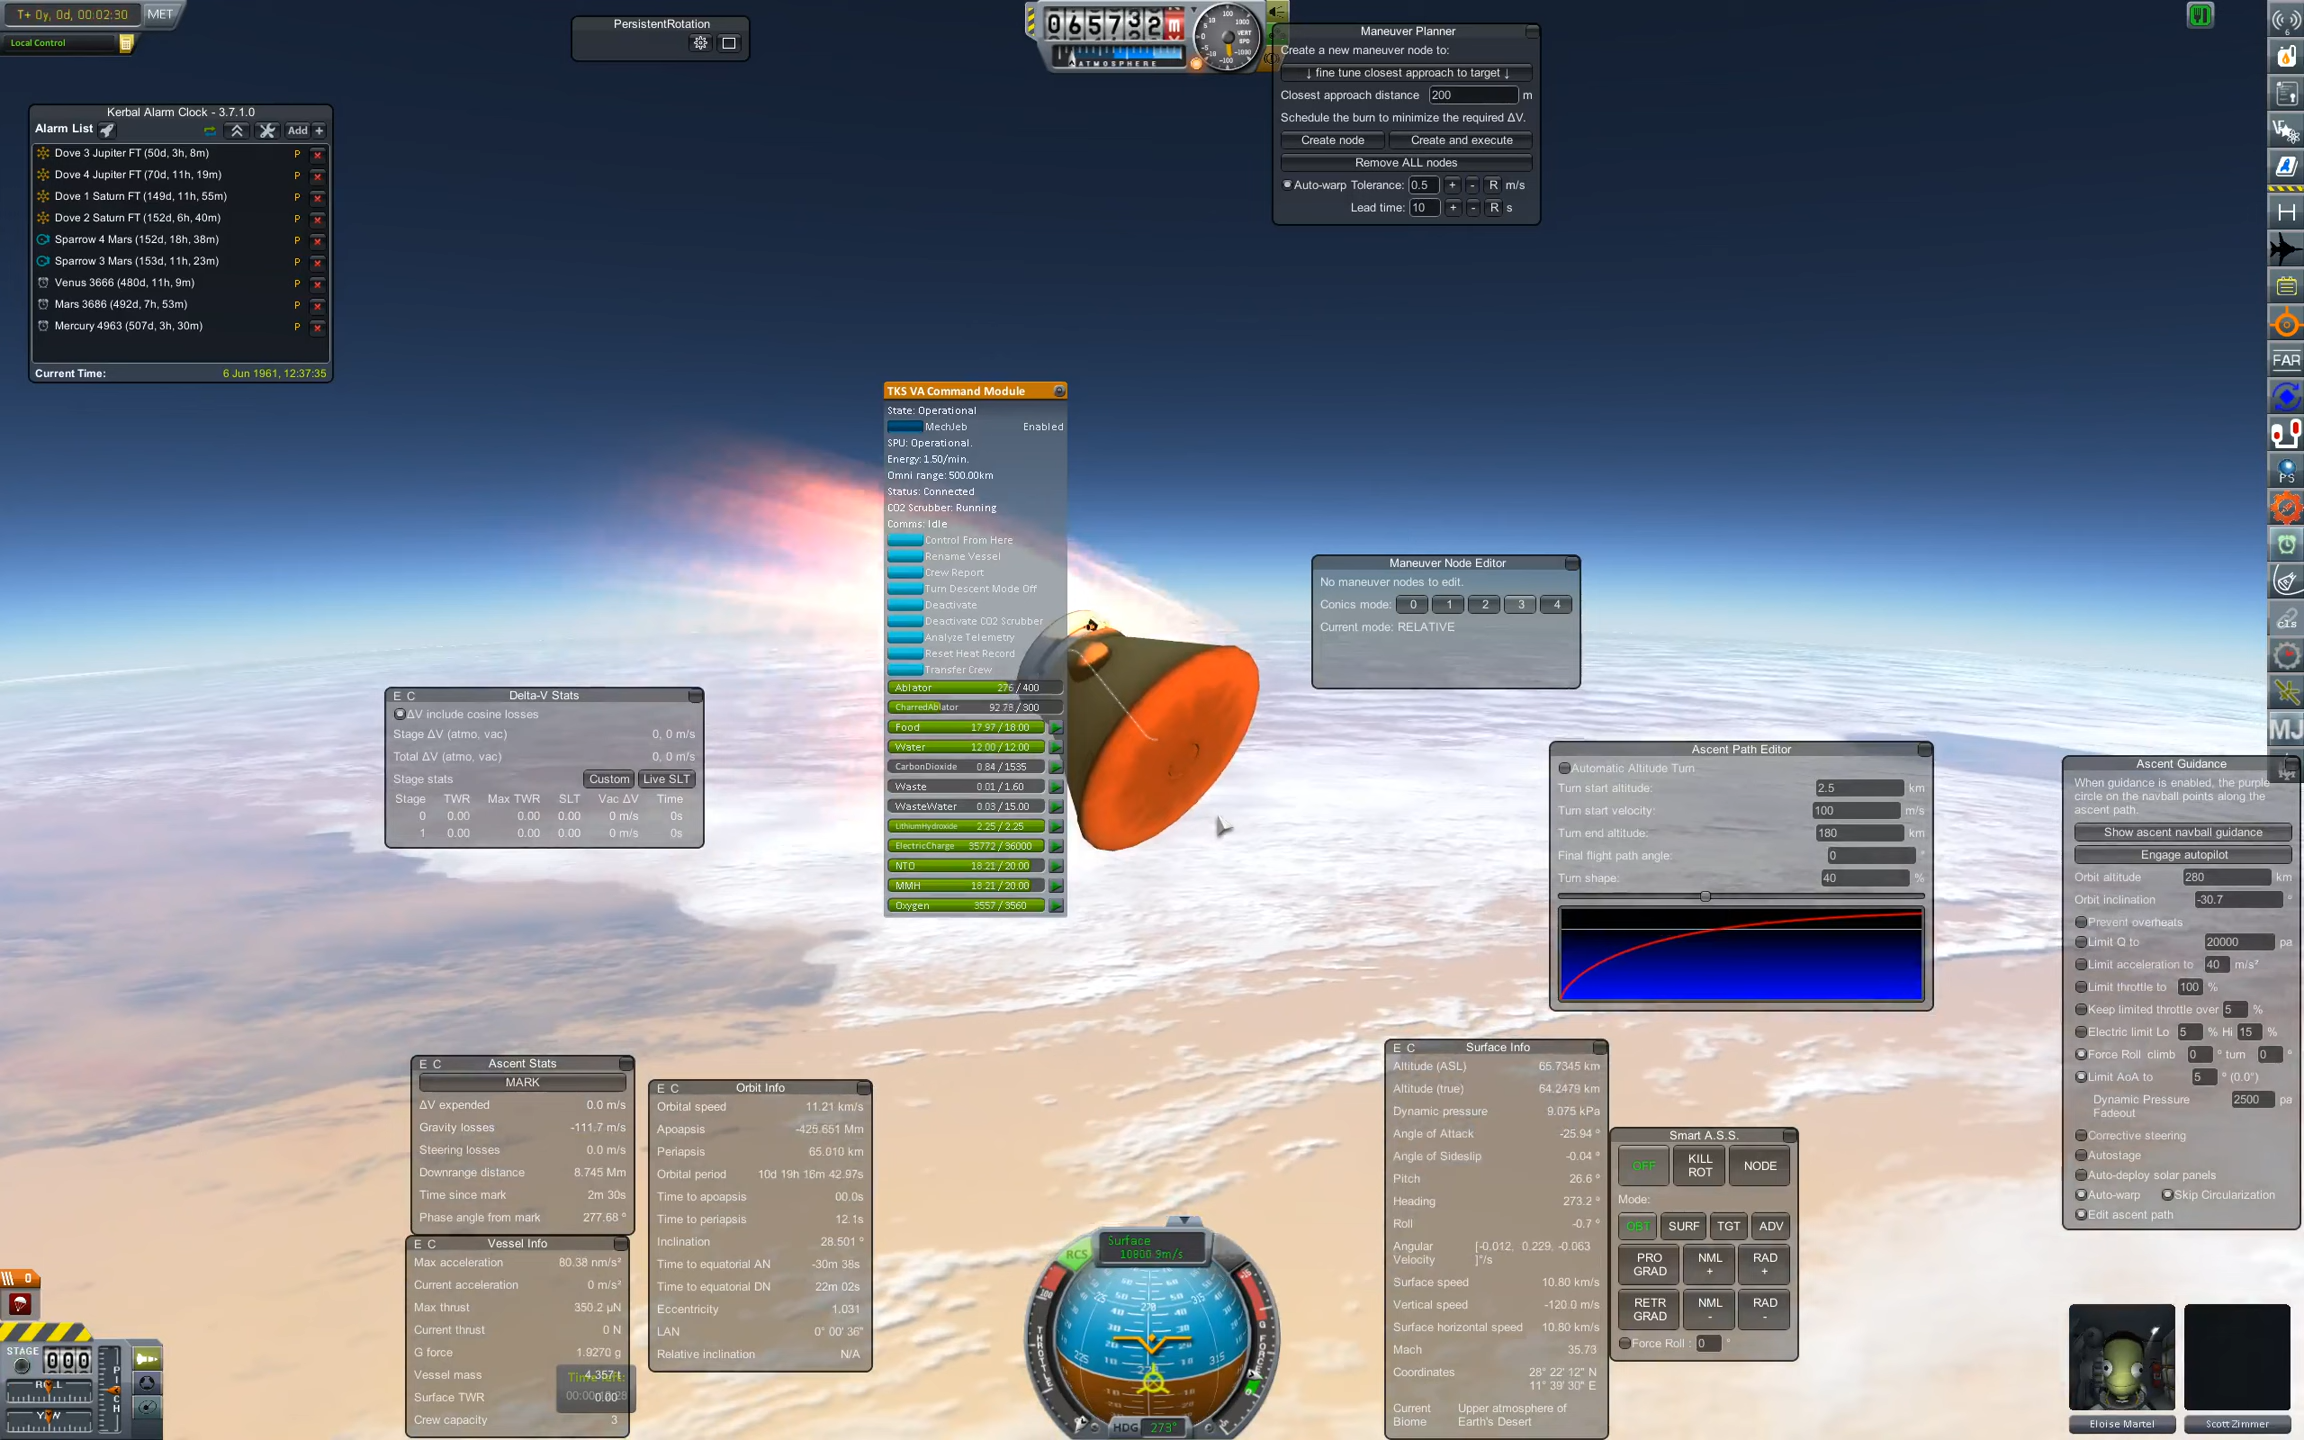 T+ 0y, 0d, 00:02:30 MET
Local Control
PersistentRotation
065732m
ATMOSPHERE
Kerbal Alarm Clock - 3.7.1.0
Alarm List Add +
Dove 3 Jupiter FT (50d, 3h, 8m) P
Dove 4 Jupiter FT (70d, 11h, 19m) P
Dove 1 Saturn FT (149d, 11h, 55m) P
Dove 2 Saturn FT (152d, 6h, 40m) P
Sparrow 4 Mars (152d, 18h, 38m) P
Sparrow 3 Mars (153d, 11h, 23m) P
Venus 3666 (480d, 11h, 9m) P
Mars 3686 (492d, 7h, 53m) P
Mercury 4963 (507d, 3h, 30m) P
Current Time: 6 Jun 1961, 12:37:35
Maneuver Planner
Create a new maneuver node to:
↓ fine tune closest approach to target ↓
Closest approach distance 200 m
Schedule the burn to minimize the required ΔV.
Create node Create and execute
Remove ALL nodes
Auto-warp Tolerance: 0.5 + - R m/s
Lead time: 10 + - R s
TKS VA Command Module
State: Operational
MechJeb Enabled
SPU: Operational.
Energy: 1.50/min.
Omni range: 500.00km
Status: Connected
CO2 Scrubber: Running
Comms: Idle
Control From Here
Rename Vessel
Crew Report
Turn Descent Mode Off
Deactivate
Deactivate CO2 Scrubber
Analyze Telemetry
Reset Heat Record
Transfer Crew
Ablator 276 / 400
CharredAblator 92.78 / 300
Food 17.97 / 18.00
Water 12.00 / 12.00
CarbonDioxide 0.84 / 1535
Waste 0.01 / 1.60
WasteWater 0.03 / 15.00
LithiumHydroxide 2.25 / 2.25
ElectricCharge 35772 / 36000
NTO 18.21 / 20.00
MMH 18.21 / 20.00
Oxygen 3557 / 3560
Maneuver Node Editor
No maneuver nodes to edit.
Conics mode: 0 1 2 3 4
Current mode: RELATIVE
E C Delta-V Stats
ΔV include cosine losses
Stage ΔV (atmo, vac) 0, 0 m/s
Total ΔV (atmo, vac) 0, 0 m/s
Stage stats Custom Live SLT
Stage TWR Max TWR SLT Vac ΔV Time
0 0.00 0.00 0.00 0 m/s 0s
1 0.00 0.00 0.00 0 m/s 0s
Ascent Path Editor
Automatic Altitude Turn
Turn start altitude: 2.5 km
Turn start velocity: 100 m/s
Turn end altitude: 180 km
Final flight path angle: 0 °
Turn shape: 40 %
Ascent Guidance
When guidance is enabled, the purple
circle on the navball points along the
ascent path.
Show ascent navball guidance
Engage autopilot
Orbit altitude 280 km
Orbit inclination -30.7 °
Prevent overheats
Limit Q to 20000 pa
Limit acceleration to 40 m/s²
Limit throttle to 100 %
Keep limited throttle over 5 %
Electric limit Lo 5 % Hi 15 %
Force Roll climb 0 ° turn 0 °
Limit AoA to 5 ° (0.0°)
Dynamic Pressure Fadeout 2500 pa
Corrective steering
Autostage
Auto-deploy solar panels
Auto-warp Skip Circularization
Edit ascent path
E C Ascent Stats
MARK
ΔV expended 0.0 m/s
Gravity losses -111.7 m/s
Steering losses 0.0 m/s
Downrange distance 8.745 Mm
Time since mark 2m 30s
Phase angle from mark 277.68 °
E C Vessel Info
Max acceleration 80.38 nm/s²
Current acceleration 0 m/s²
Max thrust 350.2 µN
Current thrust 0 N
G force 1.9270 g
Vessel mass 4.357 t
Surface TWR 0.00
Crew capacity 3
E C Orbit Info
Orbital speed 11.21 km/s
Apoapsis -425.651 Mm
Periapsis 65.010 km
Orbital period 10d 19h 16m 42.97s
Time to apoapsis 00.0s
Time to periapsis 12.1s
Inclination 28.501 °
Time to equatorial AN -30m 38s
Time to equatorial DN 22m 02s
Eccentricity 1.031
LAN 0° 00' 36"
Relative inclination N/A
RCS
Surface
10800.9m/s
HDG 273°
E C Surface Info
Altitude (ASL) 65.7345 km
Altitude (true) 64.2479 km
Dynamic pressure 9.075 kPa
Angle of Attack -25.94 °
Angle of Sideslip -0.04 °
Pitch 26.6 °
Heading 273.2 °
Roll -0.7 °
Angular Velocity [-0.012, 0.229, -0.063]°/s
Surface speed 10.80 km/s
Vertical speed -120.0 m/s
Surface horizontal speed 10.80 km/s
Mach 35.73
Coordinates 28° 22' 12" N
11° 39' 30" E
Current Biome Upper atmosphere of Earth's Desert
Smart A.S.S.
OFF KILL ROT NODE
Mode:
OBT SURF TGT ADV
PRO GRAD NML + RAD +
RETR GRAD NML - RAD -
Force Roll : 0 °
STAGE 000
ROLL
YAW
PITCH
FAR
PS
cls
MJ
Eloise Martel
Scott Zimmer